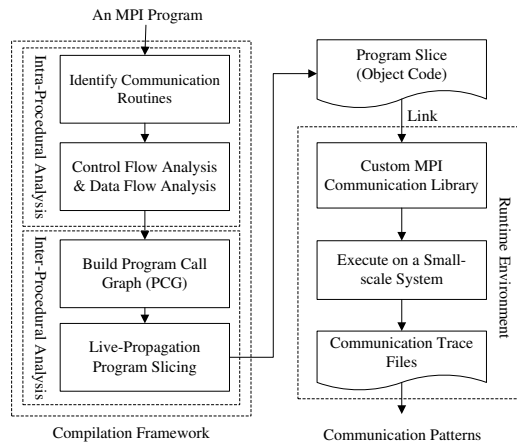 An MPI Program
Intra-Procedural Analysis
Identify Communication
Routines
Control Flow Analysis
& Data Flow Analysis
Inter-Procedural Analysis
Build Program Call
Graph (PCG)
Live-Propagation
Program Slicing
Compilation Framework
Program Slice
(Object Code)
Link
Custom MPI
Communication Library
Execute on a Small-
scale System
Communication Trace
Files
Runtime Environment
Communication Patterns